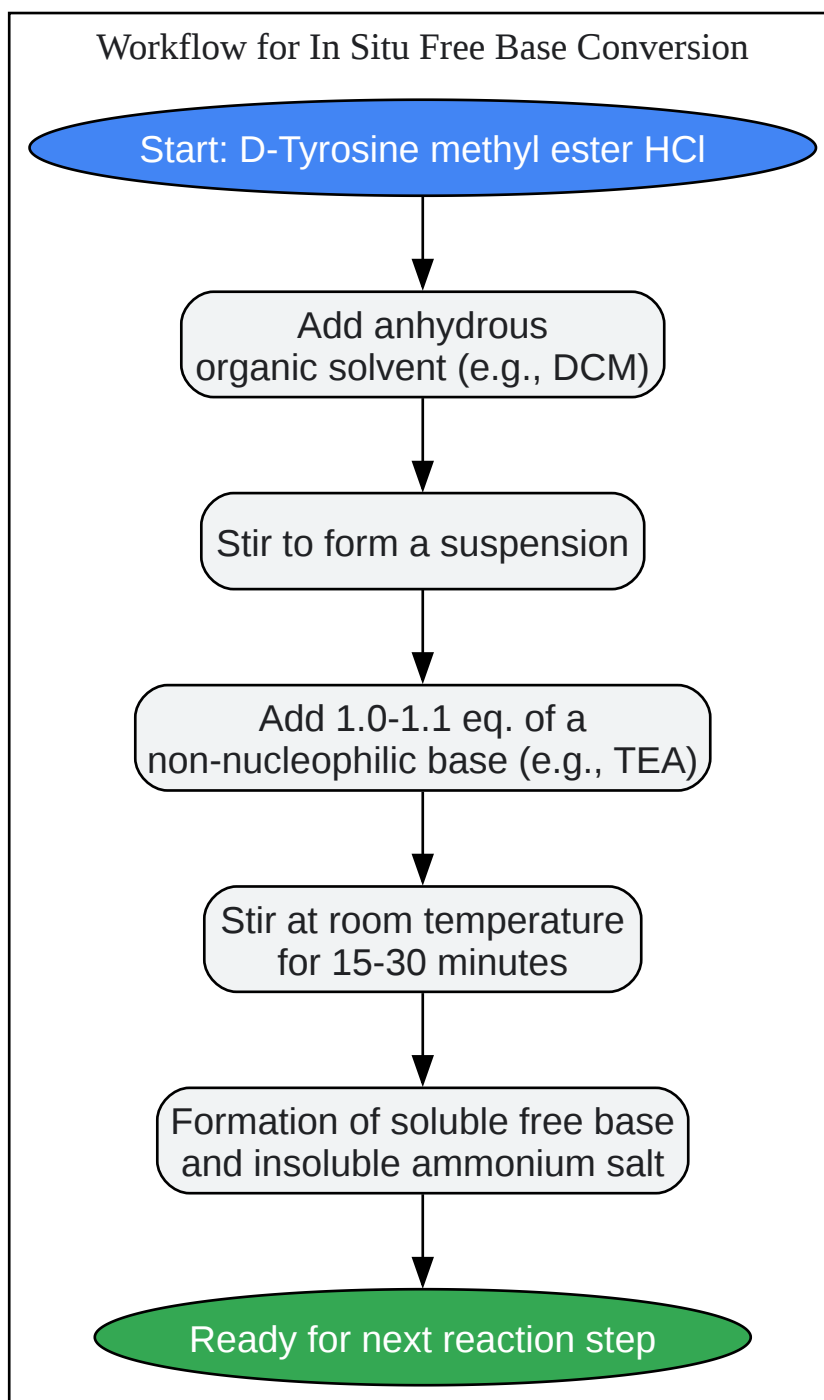 Workflow for In Situ Free Base Conversion
Start: D-Tyrosine methyl ester HCl
Add anhydrous
organic solvent (e.g., DCM)
Stir to form a suspension
Add 1.0-1.1 eq. of a
non-nucleophilic base (e.g., TEA)
Stir at room temperature
for 15-30 minutes
Formation of soluble free base
and insoluble ammonium salt
Ready for next reaction step